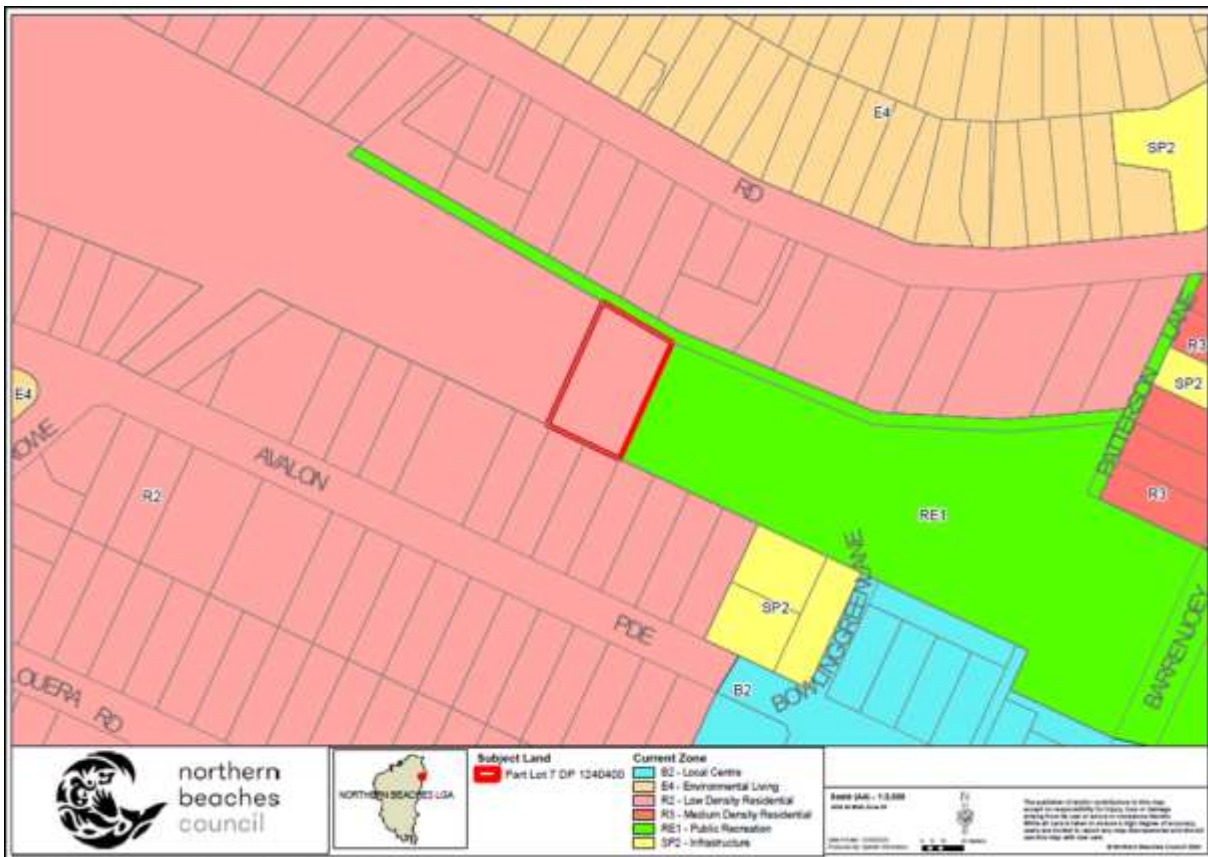 E4
SP2
RD
PATTERSON LANE
R3
SP2
E4
HOWE
AVALON
R2
R3
RE1
SP2
PDE
BOWLINGGREEN LANE
BARRENJOEY
B2
RD
northern
beaches
council
NORTHERN BEACHES LGA
Subject Land
Part Lot 7 DP 1240400
Current Zone
B2 - Local Centre
E4 - Environmental Living
R2 - Low Density Residential
R3 - Medium Density Residential
RE1 - Public Recreation
SP2 - Infrastructure